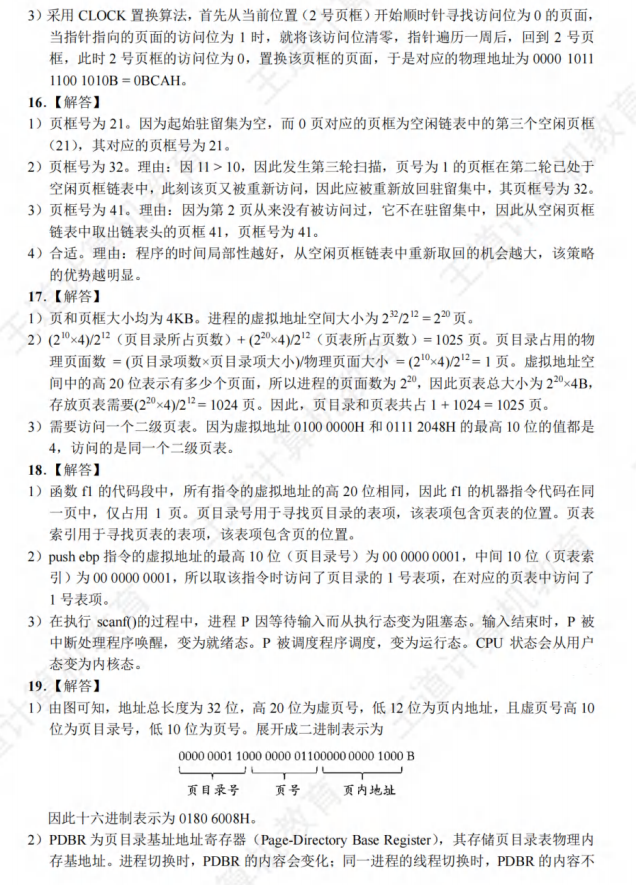 3）采用 CLOCK 置换算法，首先从当前位置（2 号页框）开始顺时针寻找访问位为 0 的页面，
当指针指向的页面的访问位为 1 时，就将该访问位清零，指针遍历一周后，回到 2 号页
框，此时 2 号页框的访问位为 0，置换该页框的页面，于是对应的物理地址为 0000 1011
1100 1010B = 0BCAH。
16.【解答】
1）页框号为 21。因为起始驻留集为空，而 0 页对应的页框为空闲链表中的第三个空闲页框
（21），其对应的页框号为 21。
2）页框号为 32。理由：因 11 > 10，因此发生第三轮扫描，页号为 1 的页框在第二轮已处于
空闲页框链表中，此刻该页又被重新访问，因此应被重新放回驻留集中，其页框号为 32。
3）页框号为 41。理由：因为第 2 页从来没有被访问过，它不在驻留集中，因此从空闲页框
链表中取出链表头的页框 41，页框号为 41。
4）合适。理由：程序的时间局部性越好，从空闲页框链表中重新取回的机会越大，该策略
的优势越明显。
17.【解答】
1）页和页框大小均为 4KB。进程的虚拟地址空间大小为 2³²/2¹² = 2²⁰ 页。
2）(2¹⁰×4)/2¹²（页目录所占页数）+ (2²⁰×4)/2¹²（页表所占页数）= 1025 页。页目录占用的物
理页面数 = (页目录项数×页目录项大小)/物理页面大小 = (2¹⁰×4)/2¹² = 1 页。虚拟地址空
间中的高 20 位表示有多少个页面，所以进程的页面数为 2²⁰，因此页表总大小为 2²⁰×4B，
存放页表需要(2²⁰×4)/2¹² = 1024 页。因此，页目录和页表共占 1 + 1024 = 1025 页。
3）需要访问一个二级页表。因为虚拟地址 0100 0000H 和 0111 2048H 的最高 10 位的值都是
4，访问的是同一个二级页表。
18.【解答】
1）函数 f1 的代码段中，所有指令的虚拟地址的高 20 位相同，因此 f1 的机器指令代码在同
一页中，仅占用 1 页。页目录号用于寻找页目录的表项，该表项包含页表的位置。页表
索引用于寻找页表的表项，该表项包含页的位置。
2）push ebp 指令的虚拟地址的最高 10 位（页目录号）为 00 0000 0001，中间 10 位（页表索
引）为 00 0000 0001，所以取该指令时访问了页目录的 1 号表项，在对应的页表中访问了
1 号表项。
3）在执行 scanf()的过程中，进程 P 因等待输入而从执行态变为阻塞态。输入结束时，P 被
中断处理程序唤醒，变为就绪态。P 被调度程序调度，变为运行态。CPU 状态会从用户
态变为内核态。
19.【解答】
1）由图可知，地址总长度为 32 位，高 20 位为虚页号，低 12 位为页内地址，且虚页号高 10
位为页目录号，低 10 位为页号。展开成二进制表示为
0000 0001 1000 0000 01100000 0000 1000 B
页目录号 页号 页内地址
因此十六进制表示为 0180 6008H。
2）PDBR 为页目录基址地址寄存器（Page-Directory Base Register），其存储页目录表物理内
存基地址。进程切换时，PDBR 的内容会变化；同一进程的线程切换时，PDBR 的内容不
王道计算机教育